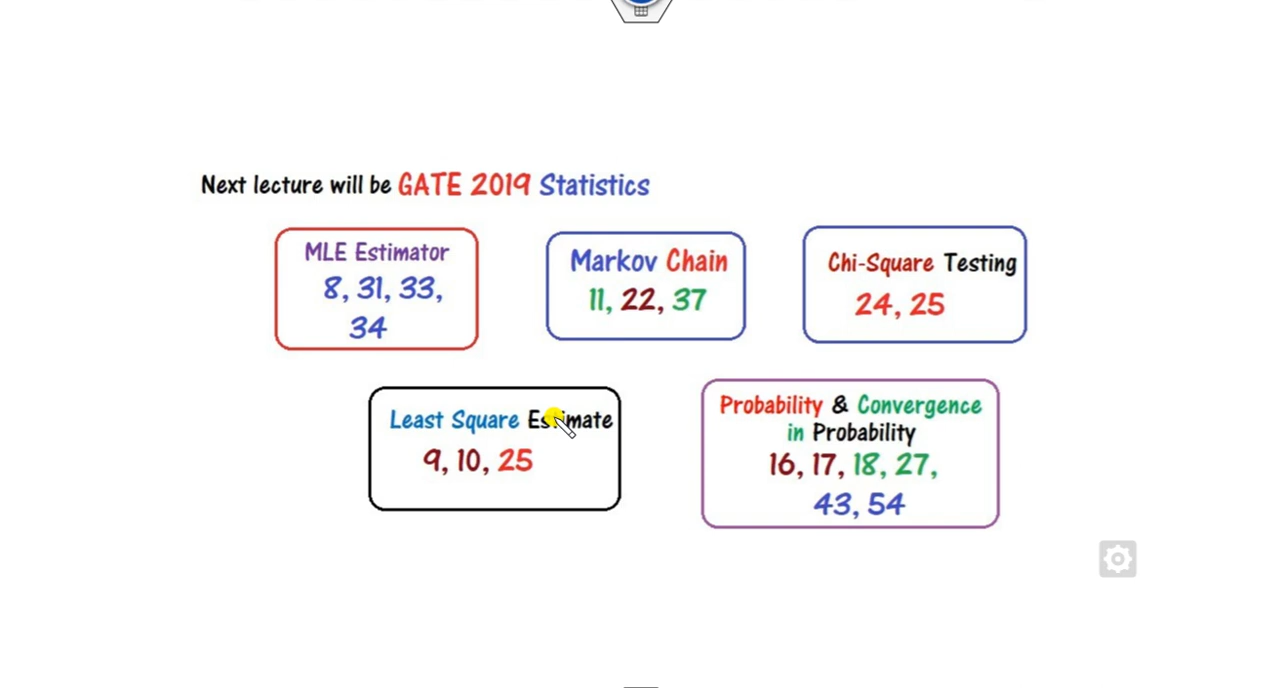 Next lecture will be GATE 2019 Statistics
MLE Estimator
8, 31, 33,
34
Markov Chain
11, 22, 37
Chi-Square Testing
24, 25
Least Square Estimate
9, 10, 25
Probability & Convergence
in Probability
16, 17, 18, 27,
43, 54